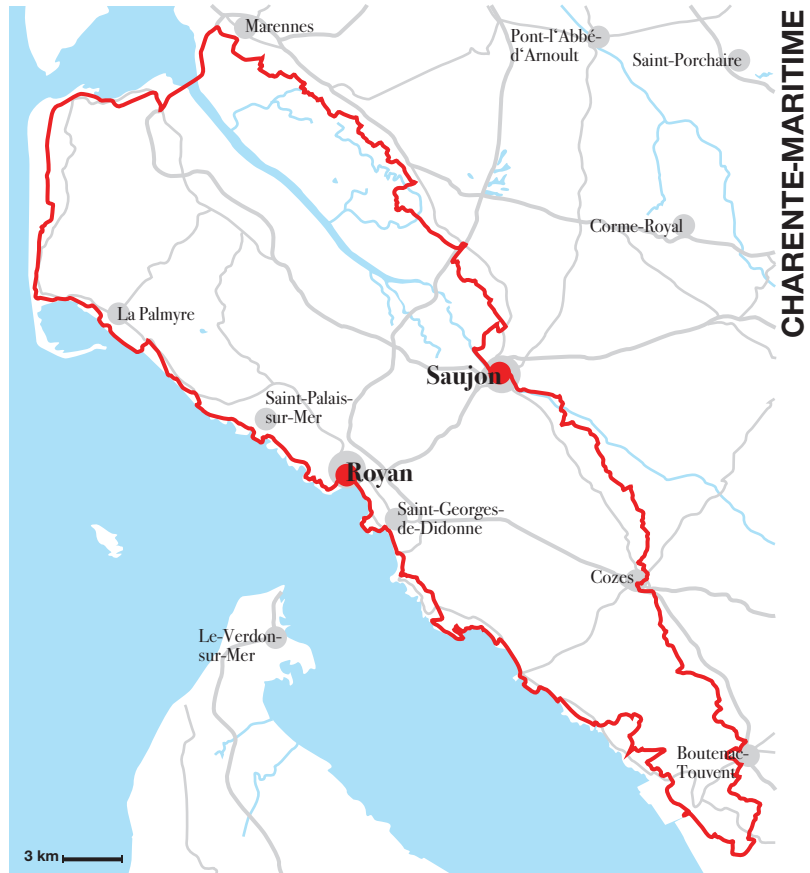 Marennes
Pont-l'Abbé-
d'Arnoult
Saint-Porchaire
CHARENTE-MARITIME
Corme-Royal
La Palmyre
Saujon
Saint-Palais-
sur-Mer
Royan
Saint-Georges-
de-Didonne
Cozes
Le-Verdon-
sur-Mer
Boutenac-
Touvent
3 km